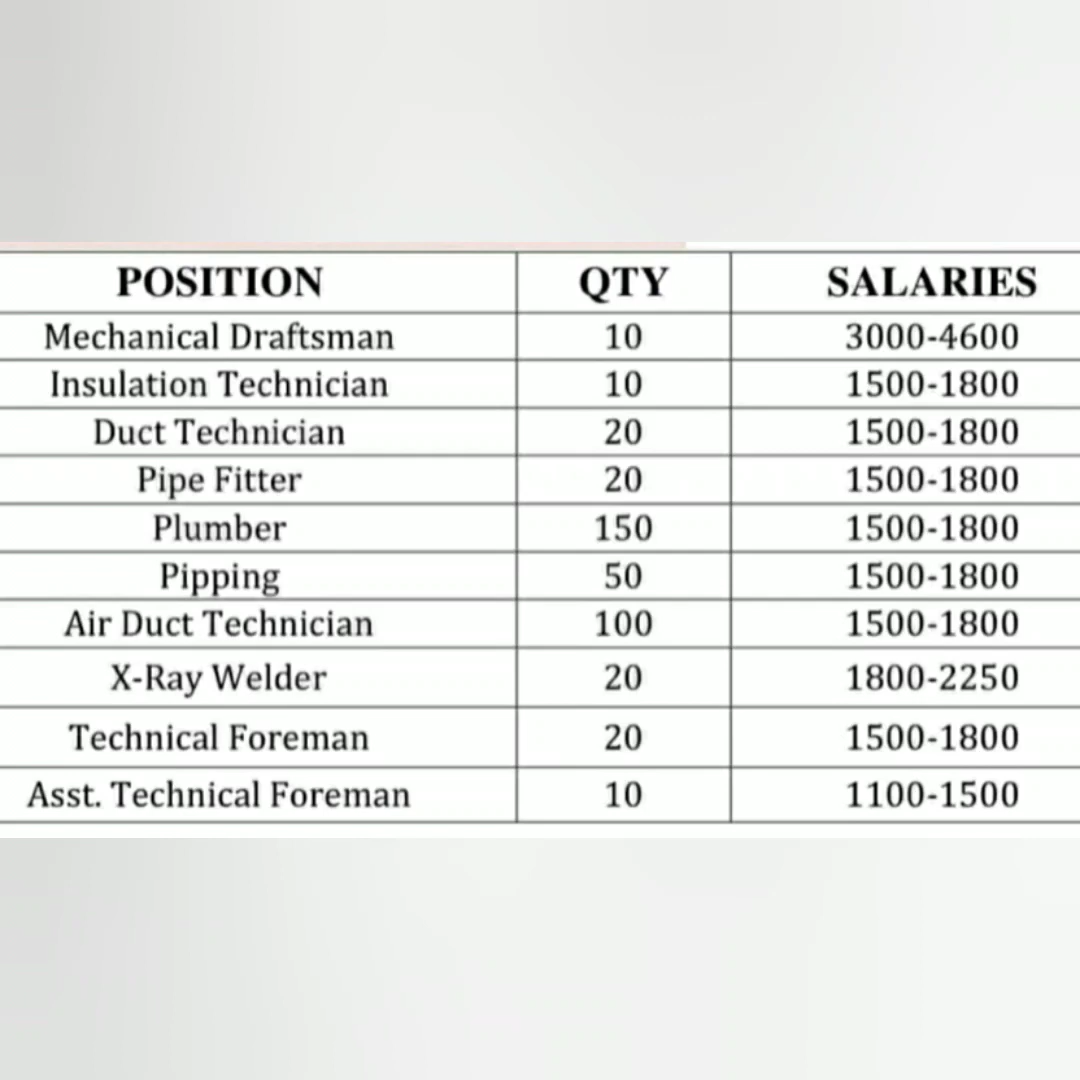 POSITION QTY SALARIES
Mechanical Draftsman 10 3000-4600
Insulation Technician 10 1500-1800
Duct Technician 20 1500-1800
Pipe Fitter 20 1500-1800
Plumber 150 1500-1800
Pipping 50 1500-1800
Air Duct Technician 100 1500-1800
X-Ray Welder 20 1800-2250
Technical Foreman 20 1500-1800
Asst. Technical Foreman 10 1100-1500